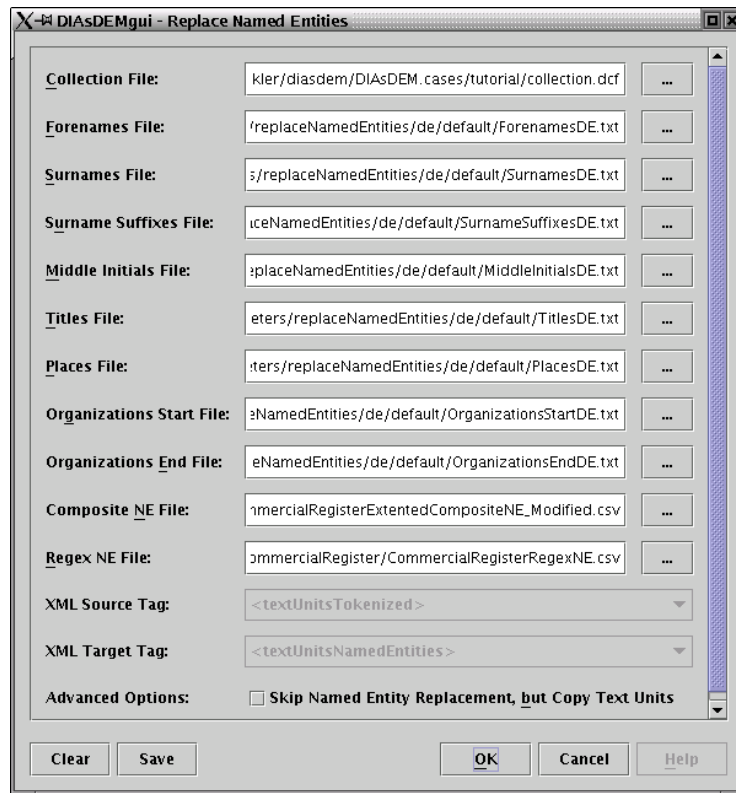 DIAsDEMgui - Replace Named Entities
Collection File: kler/diasdem/DIAsDEM.cases/tutorial/collection.dcf ...
Forenames File: /replaceNamedEntities/de/default/ForenamesDE.txt ...
Surnames File: s/replaceNamedEntities/de/default/SurnamesDE.txt ...
Surname Suffixes File: aceNamedEntities/de/default/SurnameSuffixesDE.txt ...
Middle Initials File: eplaceNamedEntities/de/default/MiddleInitialsDE.txt ...
Titles File: eters/replaceNamedEntities/de/default/TitlesDE.txt ...
Places File: ters/replaceNamedEntities/de/default/PlacesDE.txt ...
Organizations Start File: eNamedEntities/de/default/OrganizationsStartDE.txt ...
Organizations End File: eNamedEntities/de/default/OrganizationsEndDE.txt ...
Composite NE File: mmercialRegisterExtentedCompositeNE_Modified.csv ...
Regex NE File: ommercialRegister/CommercialRegisterRegexNE.csv ...
XML Source Tag: <textUnitsTokenized>
XML Target Tag: <textUnitsNamedEntities>
Advanced Options: Skip Named Entity Replacement, but Copy Text Units
Clear Save OK Cancel Help